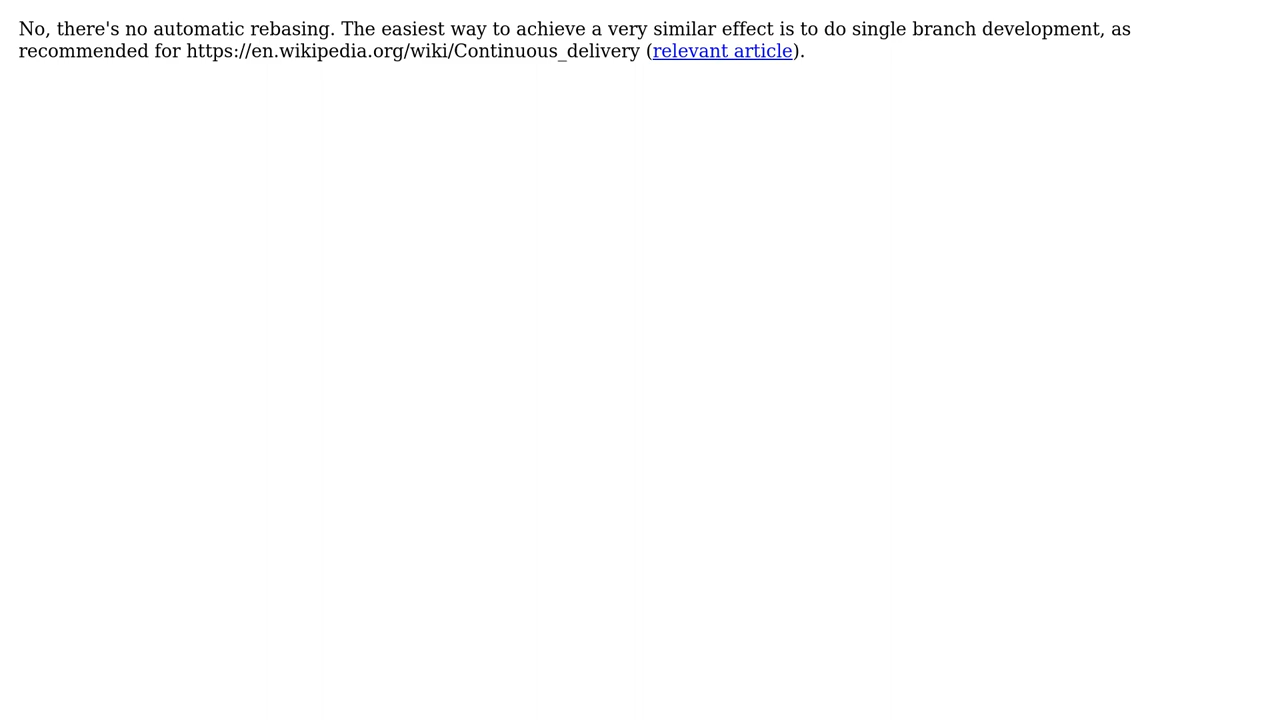 No, there's no automatic rebasing. The easiest way to achieve a very similar effect is to do single branch development, as
recommended for https://en.wikipedia.org/wiki/Continuous_delivery (relevant article).